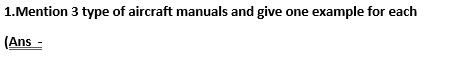 1.Mention 3 type of aircraft manuals and give one example for each
(Ans -